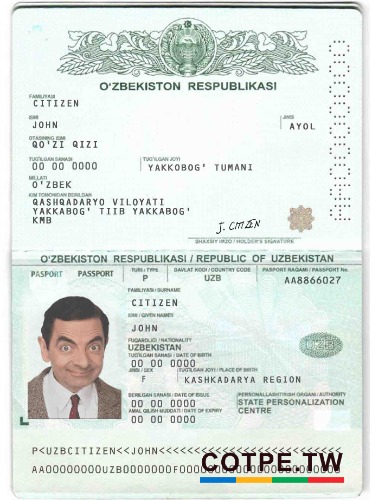 O'ZBEKISTON RESPUBLIKASI
FAMILIYASI
CITIZEN
ISMI
JOHN
JINSI
AYOL
OTASINING ISMI
QO'ZI QIZI
TUG'ILGAN SANASI
00 00 0000
TUG'ILGAN JOYI
YAKKOBOG' TUMANI
MILLATI
O'ZBEK
KIM TOMONIDAN BERILGAN
QASHQADARYO VILOYATI
YAKKABOG' TIIB YAKKABOG'
KMB
J. CITIZEN
SHAXSIY IMZO / HOLDER'S SIGNATURE
O'ZBEKISTON RESPUBLIKASI / REPUBLIC OF UZBEKISTAN
PASPORT PASSPORT
TURI / TYPE
P
DAVLAT KODI / COUNTRY CODE
UZB
PASPORT RAQAMI / PASSPORT No
AA8866027
FAMILIYASI / SURNAME
CITIZEN
ISMI / GIVEN NAMES
JOHN
FUQAROLIGI / NATIONALITY
UZBEKISTAN
TUG'ILGAN SANASI / DATE OF BIRTH
00 00 0000
JINSI / SEX
F
TUG'ILGAN JOYI / PLACE OF BIRTH
KASHKADARYA REGION
BERILGAN SANASI / DATE OF ISSUE
00 00 0000
AMAL QILISH MUDDATI / DATE OF EXPIRY
00 00 0000
PERSONALLASHTIRISH ORGANI / AUTHORITY
STATE PERSONALIZATION
CENTRE
UZB
P<UZBCITIZEN<<JOHN<<<<<<<<<<<<<<<<<<<<<<<<<<
COTPE.TW